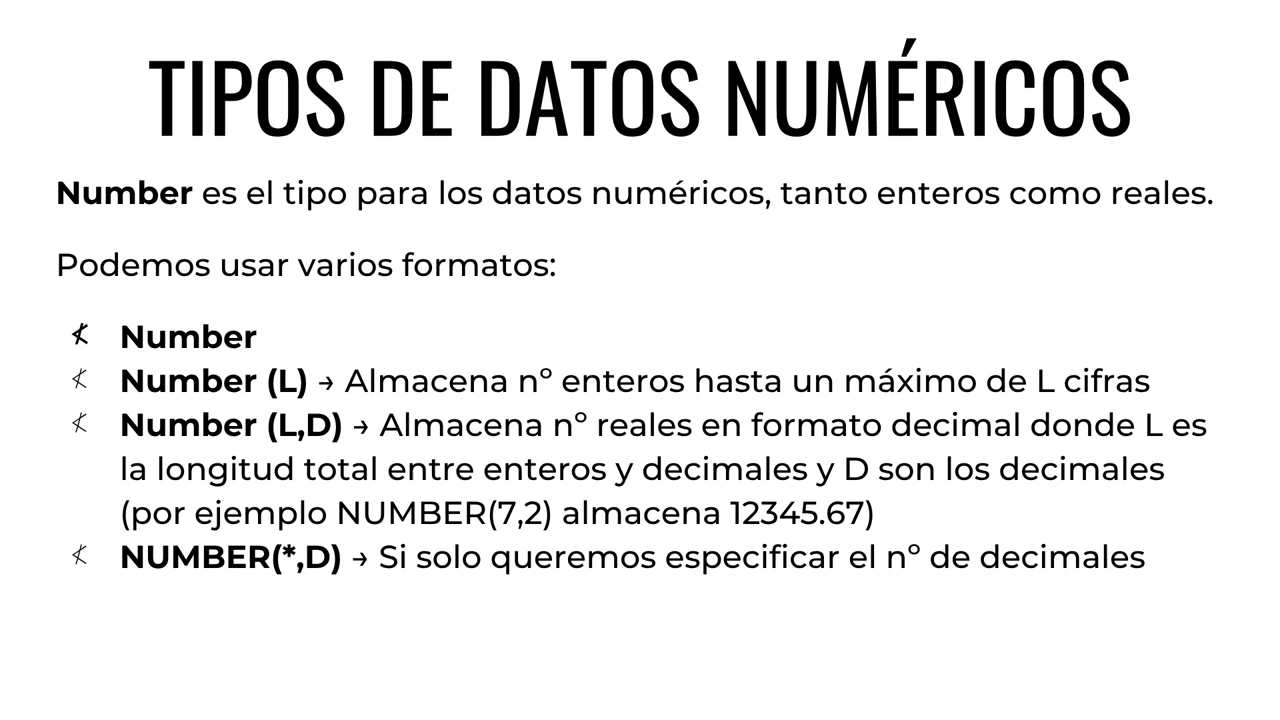 TIPOS DE DATOS NUMÉRICOS
Number es el tipo para los datos numéricos, tanto enteros como reales.
Podemos usar varios formatos:
≮ Number
≮ Number (L) → Almacena nº enteros hasta un máximo de L cifras
≮ Number (L,D) → Almacena nº reales en formato decimal donde L es
la longitud total entre enteros y decimales y D son los decimales
(por ejemplo NUMBER(7,2) almacena 12345.67)
≮ NUMBER(*,D) → Si solo queremos especificar el nº de decimales